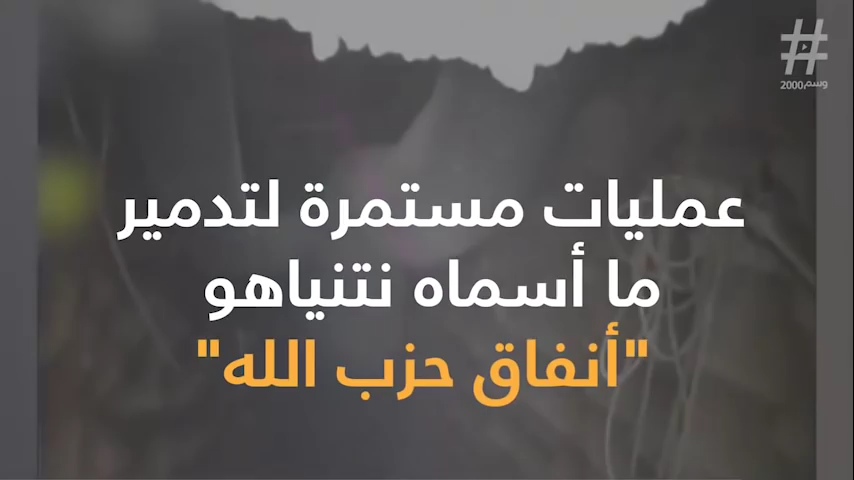 #
وسم2000
عمليات مستمرة لتدمير
ما أسماه نتنياهو
"أنفاق حزب الله"